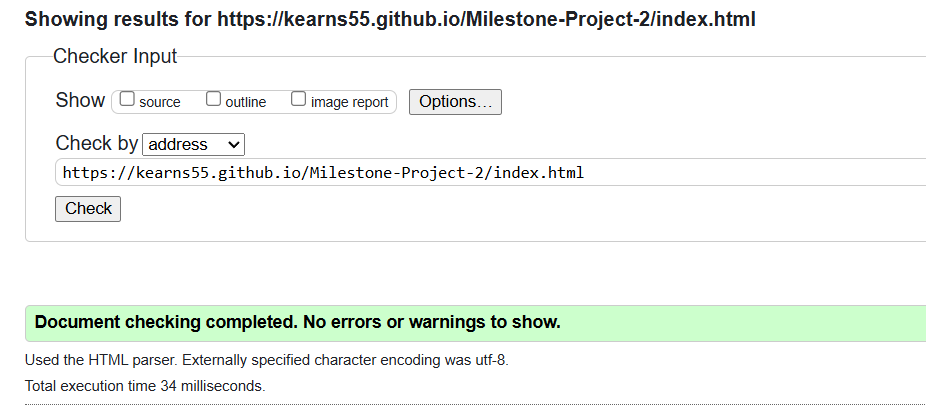 Showing results for https://kearns55.github.io/Milestone-Project-2/index.html
Checker Input
Show source outline image report Options...
Check by address
https://kearns55.github.io/Milestone-Project-2/index.html
Check
Document checking completed. No errors or warnings to show.
Used the HTML parser. Externally specified character encoding was utf-8.
Total execution time 34 milliseconds.